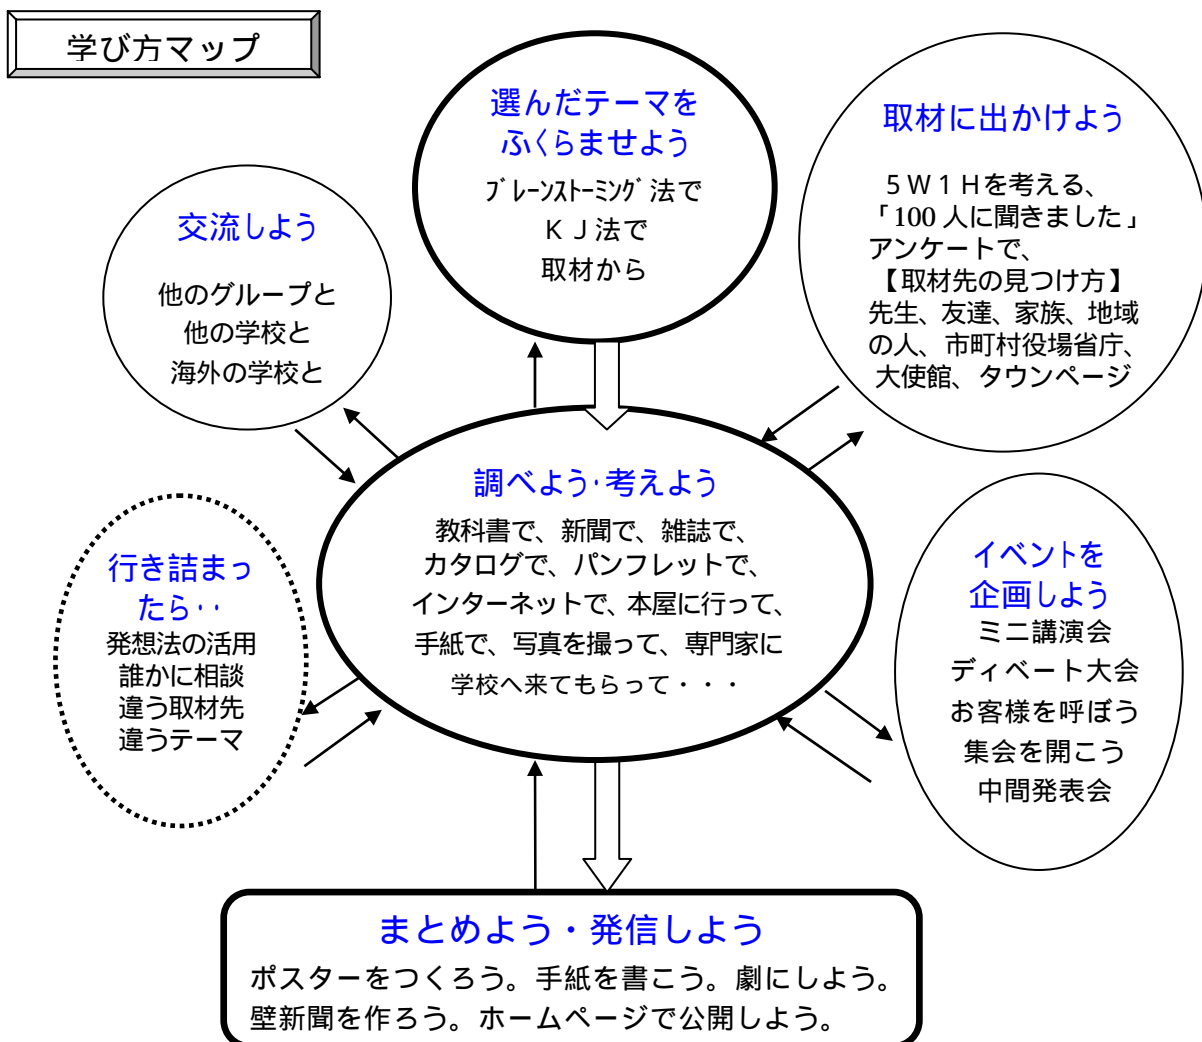 学び方マップ
選んだテーマを
ふくらませよう
ブレーンストーミング法で
ＫＪ法で
取材から
取材に出かけよう
５Ｗ１Ｈを考える、
「100 人に聞きました」
アンケートで、
【取材先の見つけ方】
先生、友達、家族、地域
の人、市町村役場省庁、
大使館、タウンページ
交流しよう
他のグループと
他の学校と
海外の学校と
調べよう・考えよう
教科書で、新聞で、雑誌で、
カタログで、パンフレットで、
インターネットで、本屋に行って、
手紙で、写真を撮って、専門家に
学校へ来てもらって・・・
行き詰まっ
たら・・
発想法の活用
誰かに相談
違う取材先
違うテーマ
イベントを
企画しよう
ミニ講演会
ディベート大会
お客様を呼ぼう
集会を開こう
中間発表会
まとめよう・発信しよう
ポスターをつくろう。手紙を書こう。劇にしよう。
壁新聞を作ろう。ホームページで公開しよう。